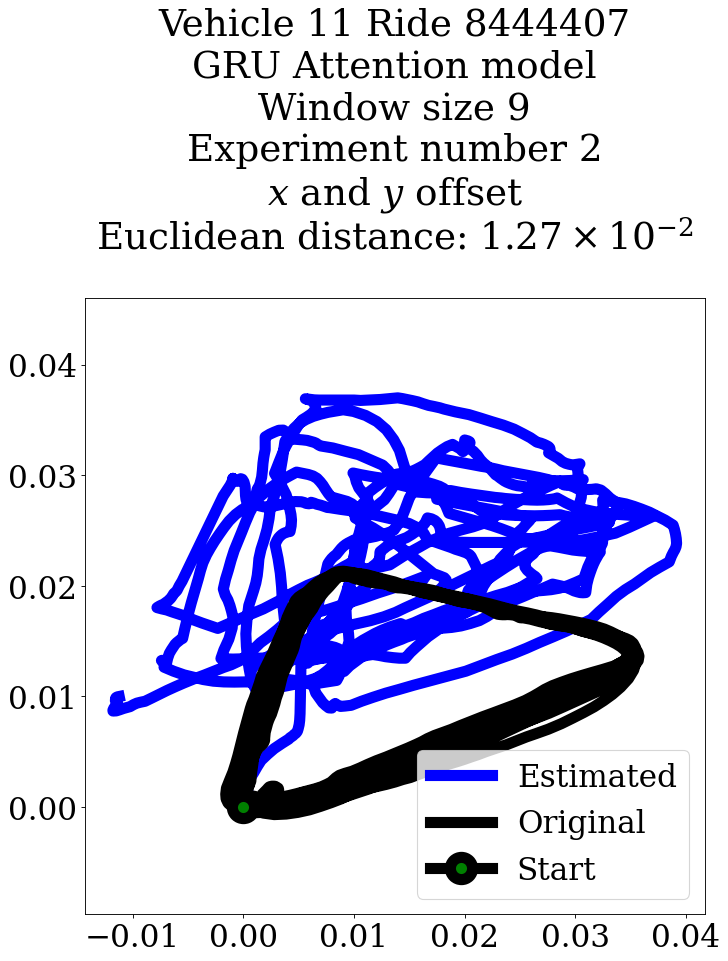 Vehicle 11 Ride 8444407
GRU Attention model
Window size 9
Experiment number 2
x and y offset
Euclidean distance: 1.27 × 10⁻²
0.04
0.03
0.02
0.01
0.00
Estimated
Original
Start
−0.01 0.00 0.01 0.02 0.03 0.04